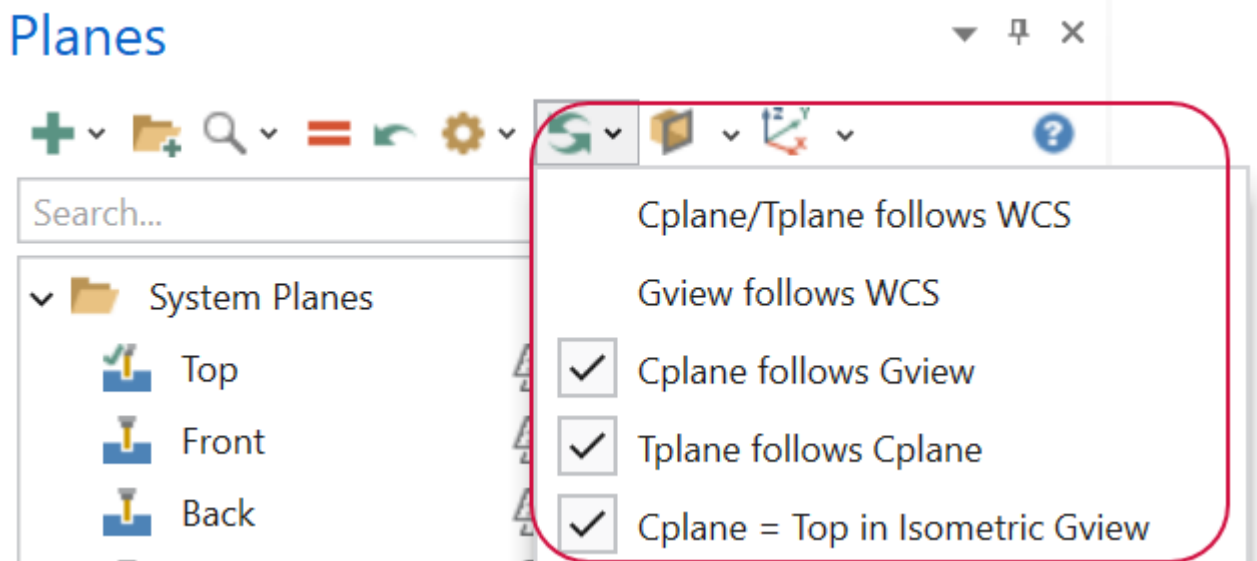 Planes
Search...
System Planes
Top
Front
Back
Cplane/Tplane follows WCS
Gview follows WCS
Cplane follows Gview
Tplane follows Cplane
Cplane = Top in Isometric Gview